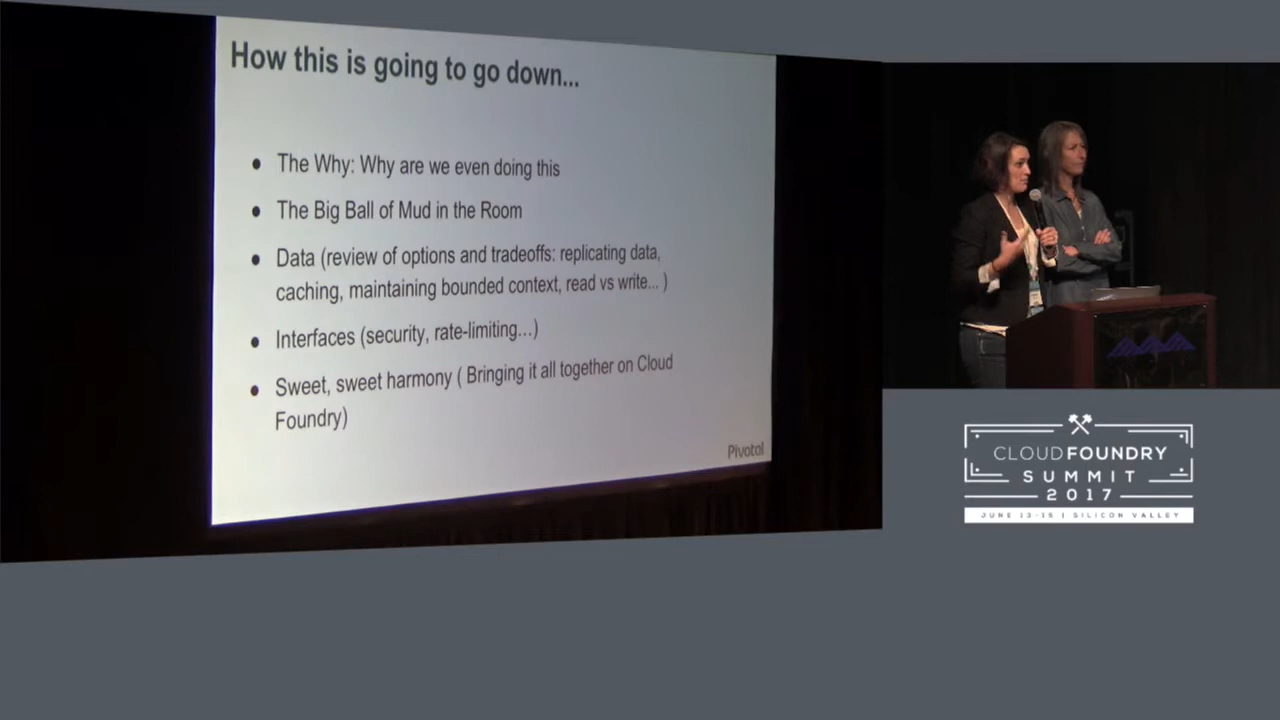 How this is going to go down...
● The Why: Why are we even doing this
● The Big Ball of Mud in the Room
● Data (review of options and tradeoffs: replicating data,
caching, maintaining bounded context, read vs write... )
● Interfaces (security, rate-limiting…)
● Sweet, sweet harmony ( Bringing it all together on Cloud
Foundry)
Pivotal
CLOUDFOUNDRY
SUMMIT
2017
JUNE 13-15 | SILICON VALLEY